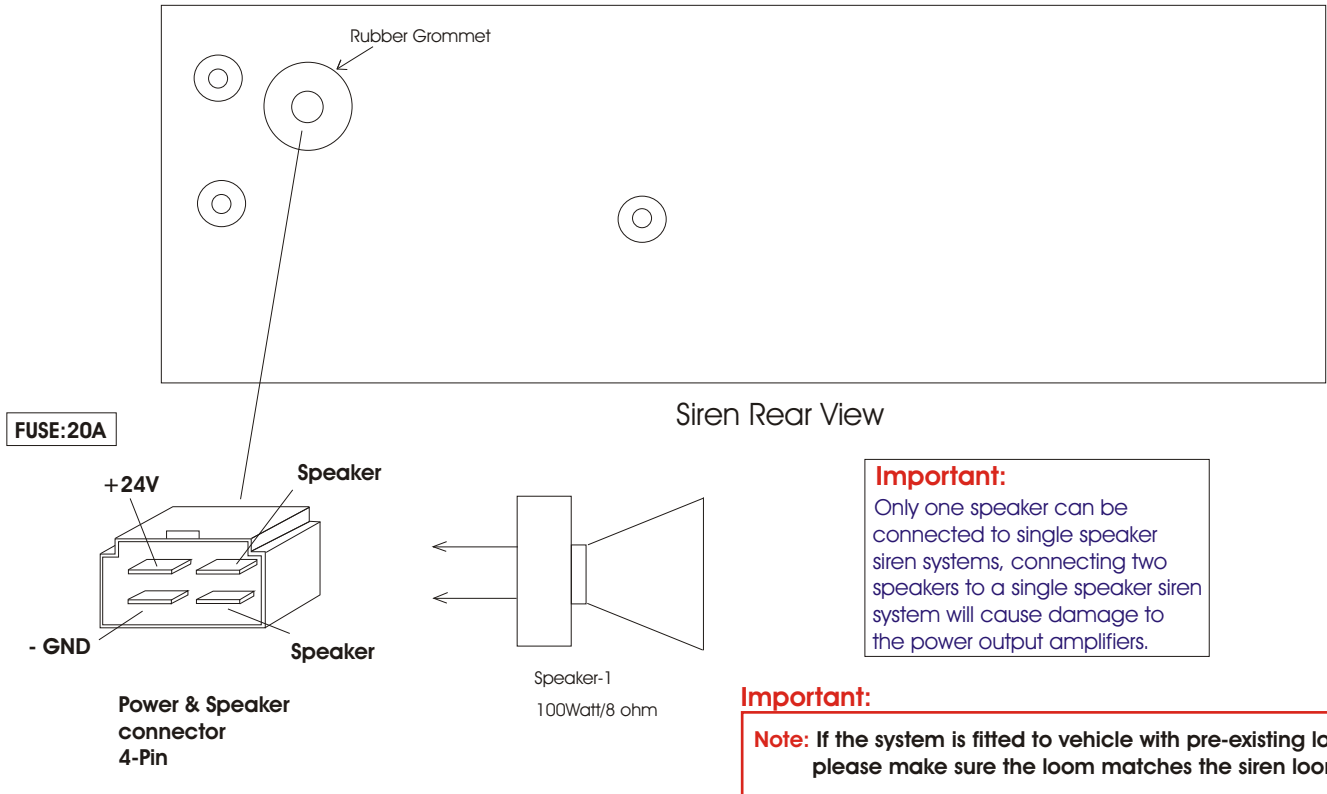 Rubber Grommet
Siren Rear View
FUSE:20A
+24V
Speaker
- GND
Speaker
Power & Speaker
connector
4-Pin
Speaker-1
100Watt/8 ohm
Important:
Only one speaker can be
connected to single speaker
siren systems, connecting two
speakers to a single speaker siren
system will cause damage to
the power output amplifiers.
Important:
Note: If the system is fitted to vehicle with pre-existing
please make sure the loom matches the siren